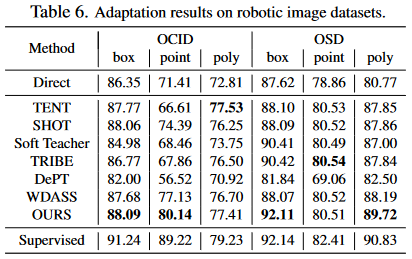 Table 6. Adaptation results on robotic image datasets.
Method OCID OSD
box point poly box point poly
Direct 86.35 71.41 72.81 87.62 78.86 80.77
TENT 87.77 66.61 77.53 88.10 80.53 87.85
SHOT 88.06 74.39 76.25 88.09 80.52 87.86
Soft Teacher 84.98 68.46 73.75 90.41 80.49 87.00
TRIBE 86.77 67.86 76.50 90.42 80.54 87.84
DePT 82.00 56.52 70.92 81.84 69.06 82.50
WDASS 87.68 77.13 76.70 88.07 80.52 88.19
OURS 88.09 80.14 77.41 92.11 80.51 89.72
Supervised 91.24 89.22 79.23 92.14 82.41 90.83